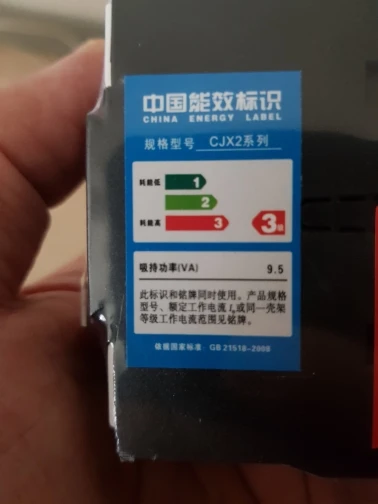 中国能效标识
CHINA ENERGY LABEL
规格型号 CJX2系列
耗能低 1
2
耗能高 3 3级
吸持功率(VA) 9.5
此标识和铭牌同时使用。产品规格
型号、额定工作电流Iₑ或同一壳架
等级工作电流范围见铭牌。
依据国家标准：GB 21518-2008